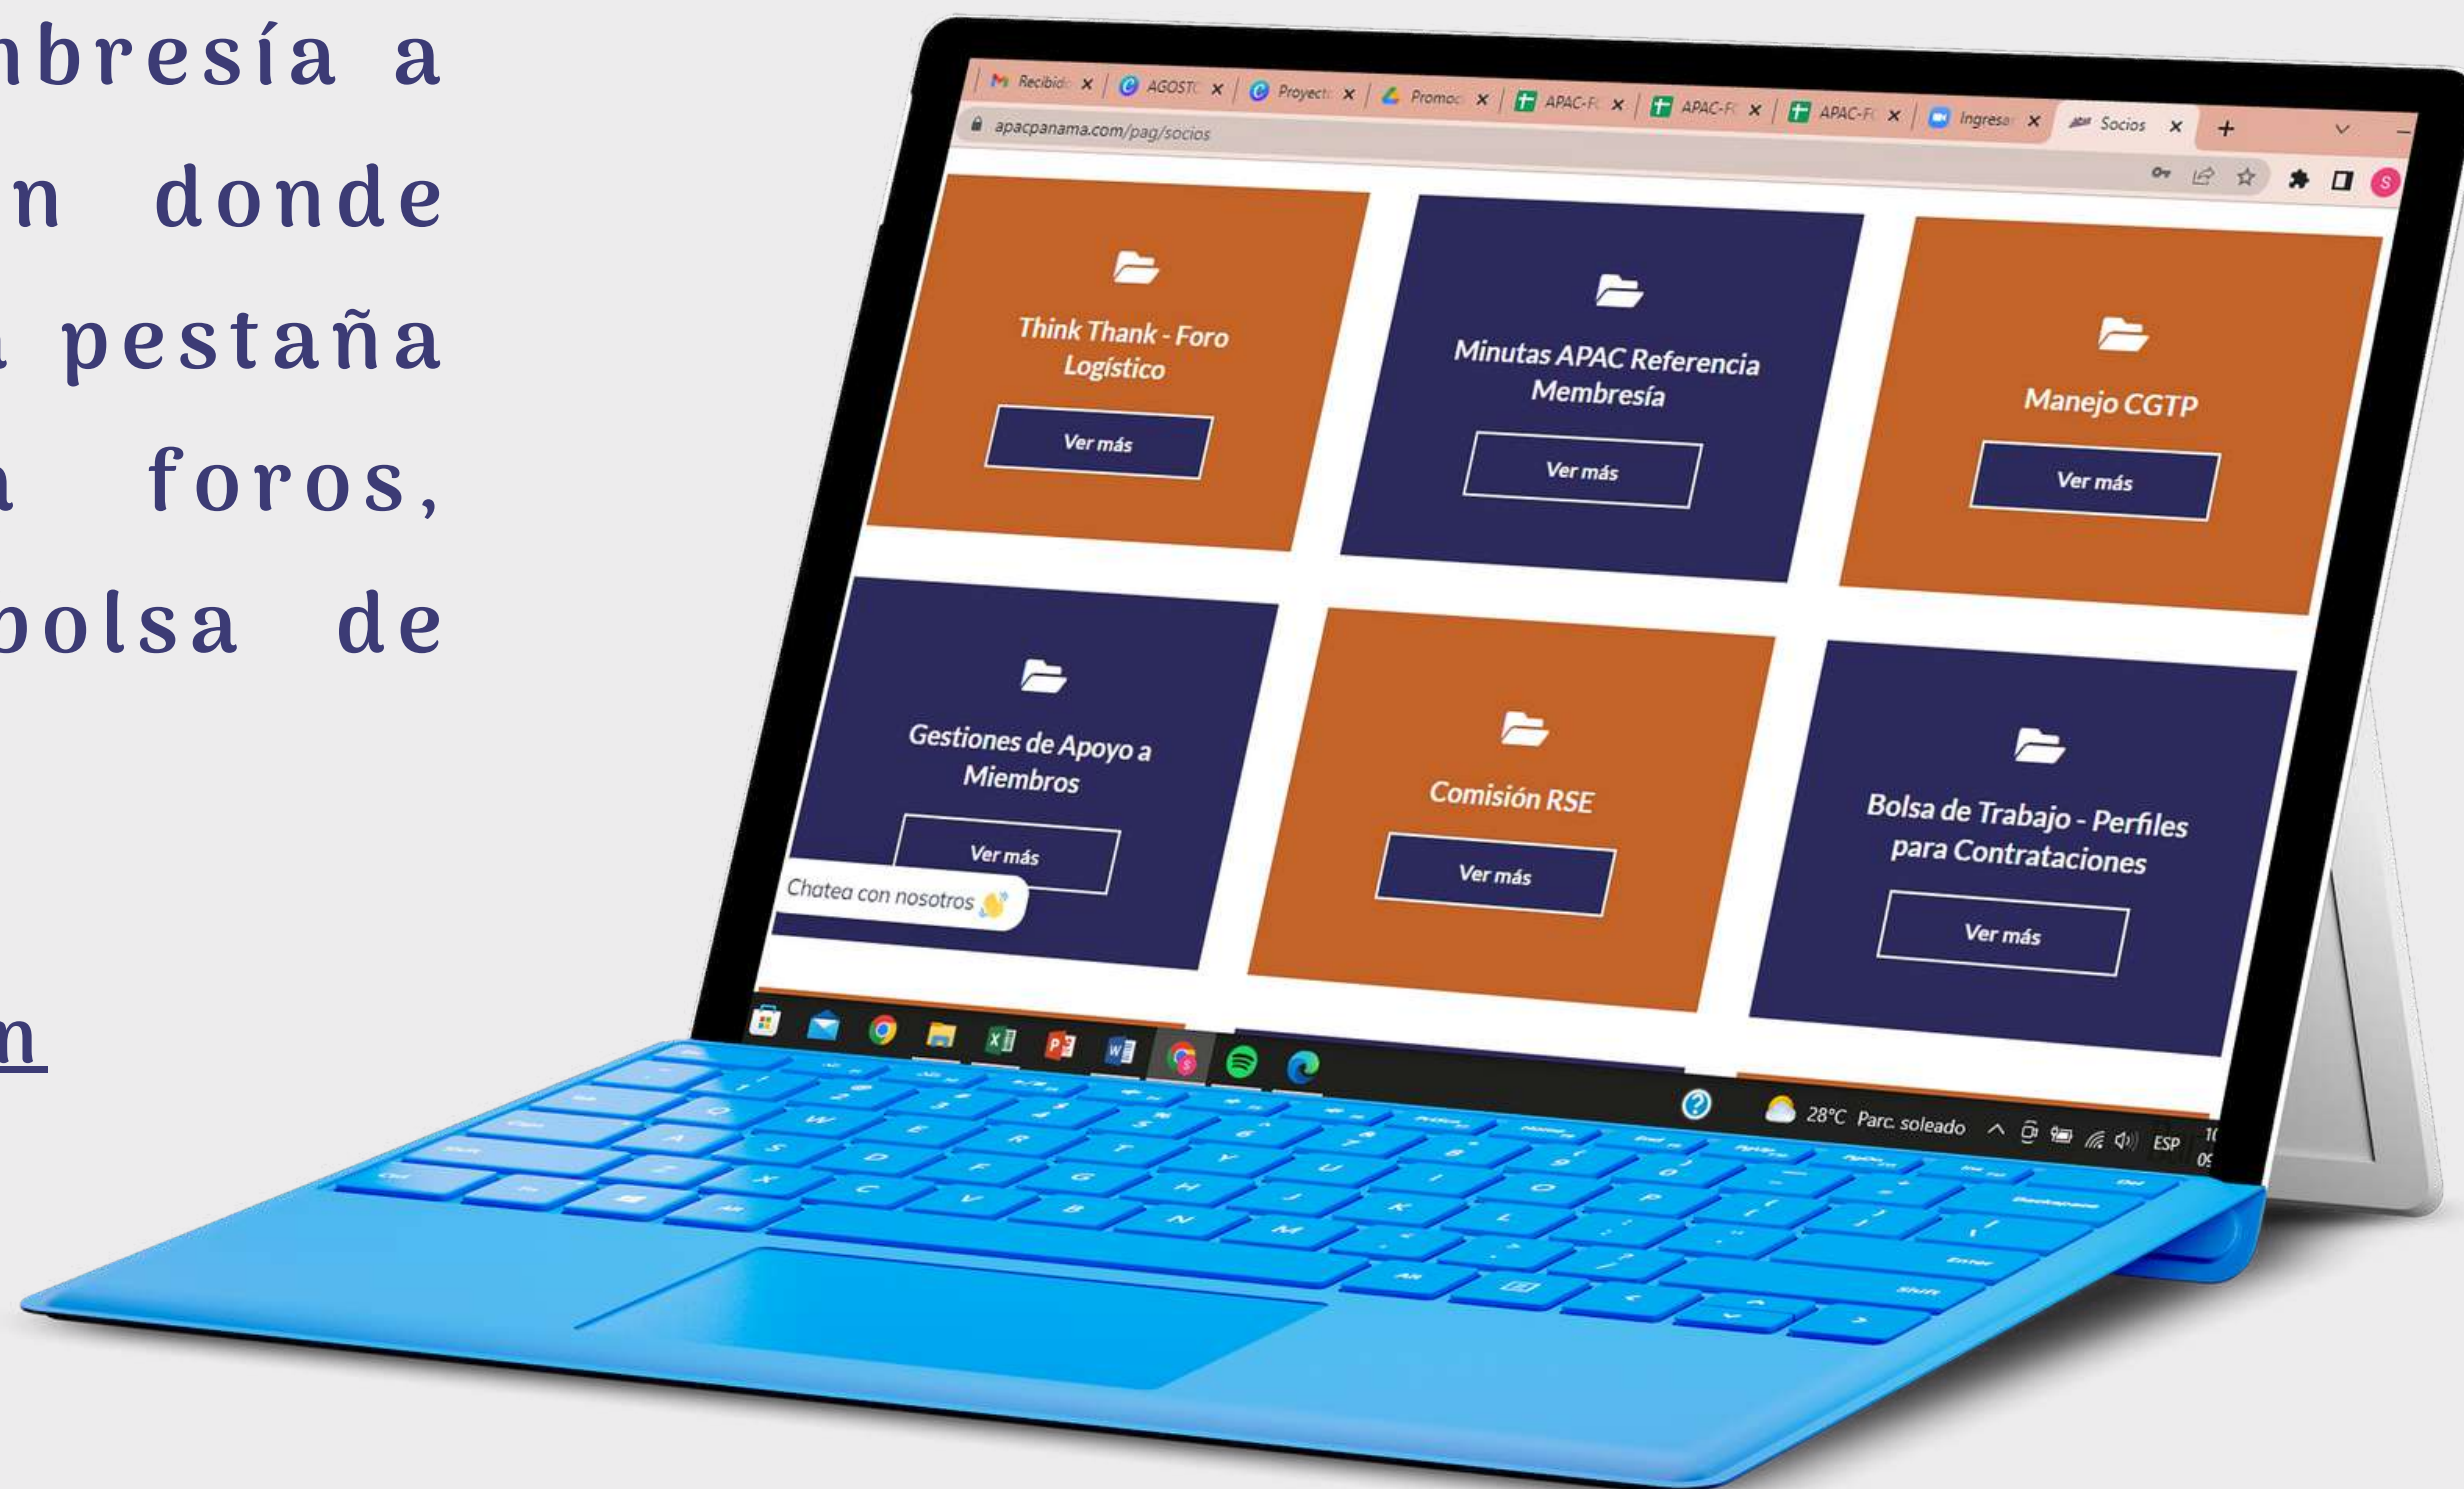 a
donde
pestaña
foros,
de
Recibid
AGOST
Proyect
Promoc
APAC-F
APAC-F
APAC-F
Ingresa
Socios
apacpanama.com/pag/socios
S
Think Thank - Foro
Logístico
Ver más
Minutas APAC Referencia
Membresía
Ver más
Manejo CGTP
Ver más
Gestiones de Apoyo a
Miembros
Ver más
Chatea con nosotros
Comisión RSE
Ver más
Bolsa de Trabajo - Perfiles
para Contrataciones
Ver más
28°C Parc. soleado
ESP